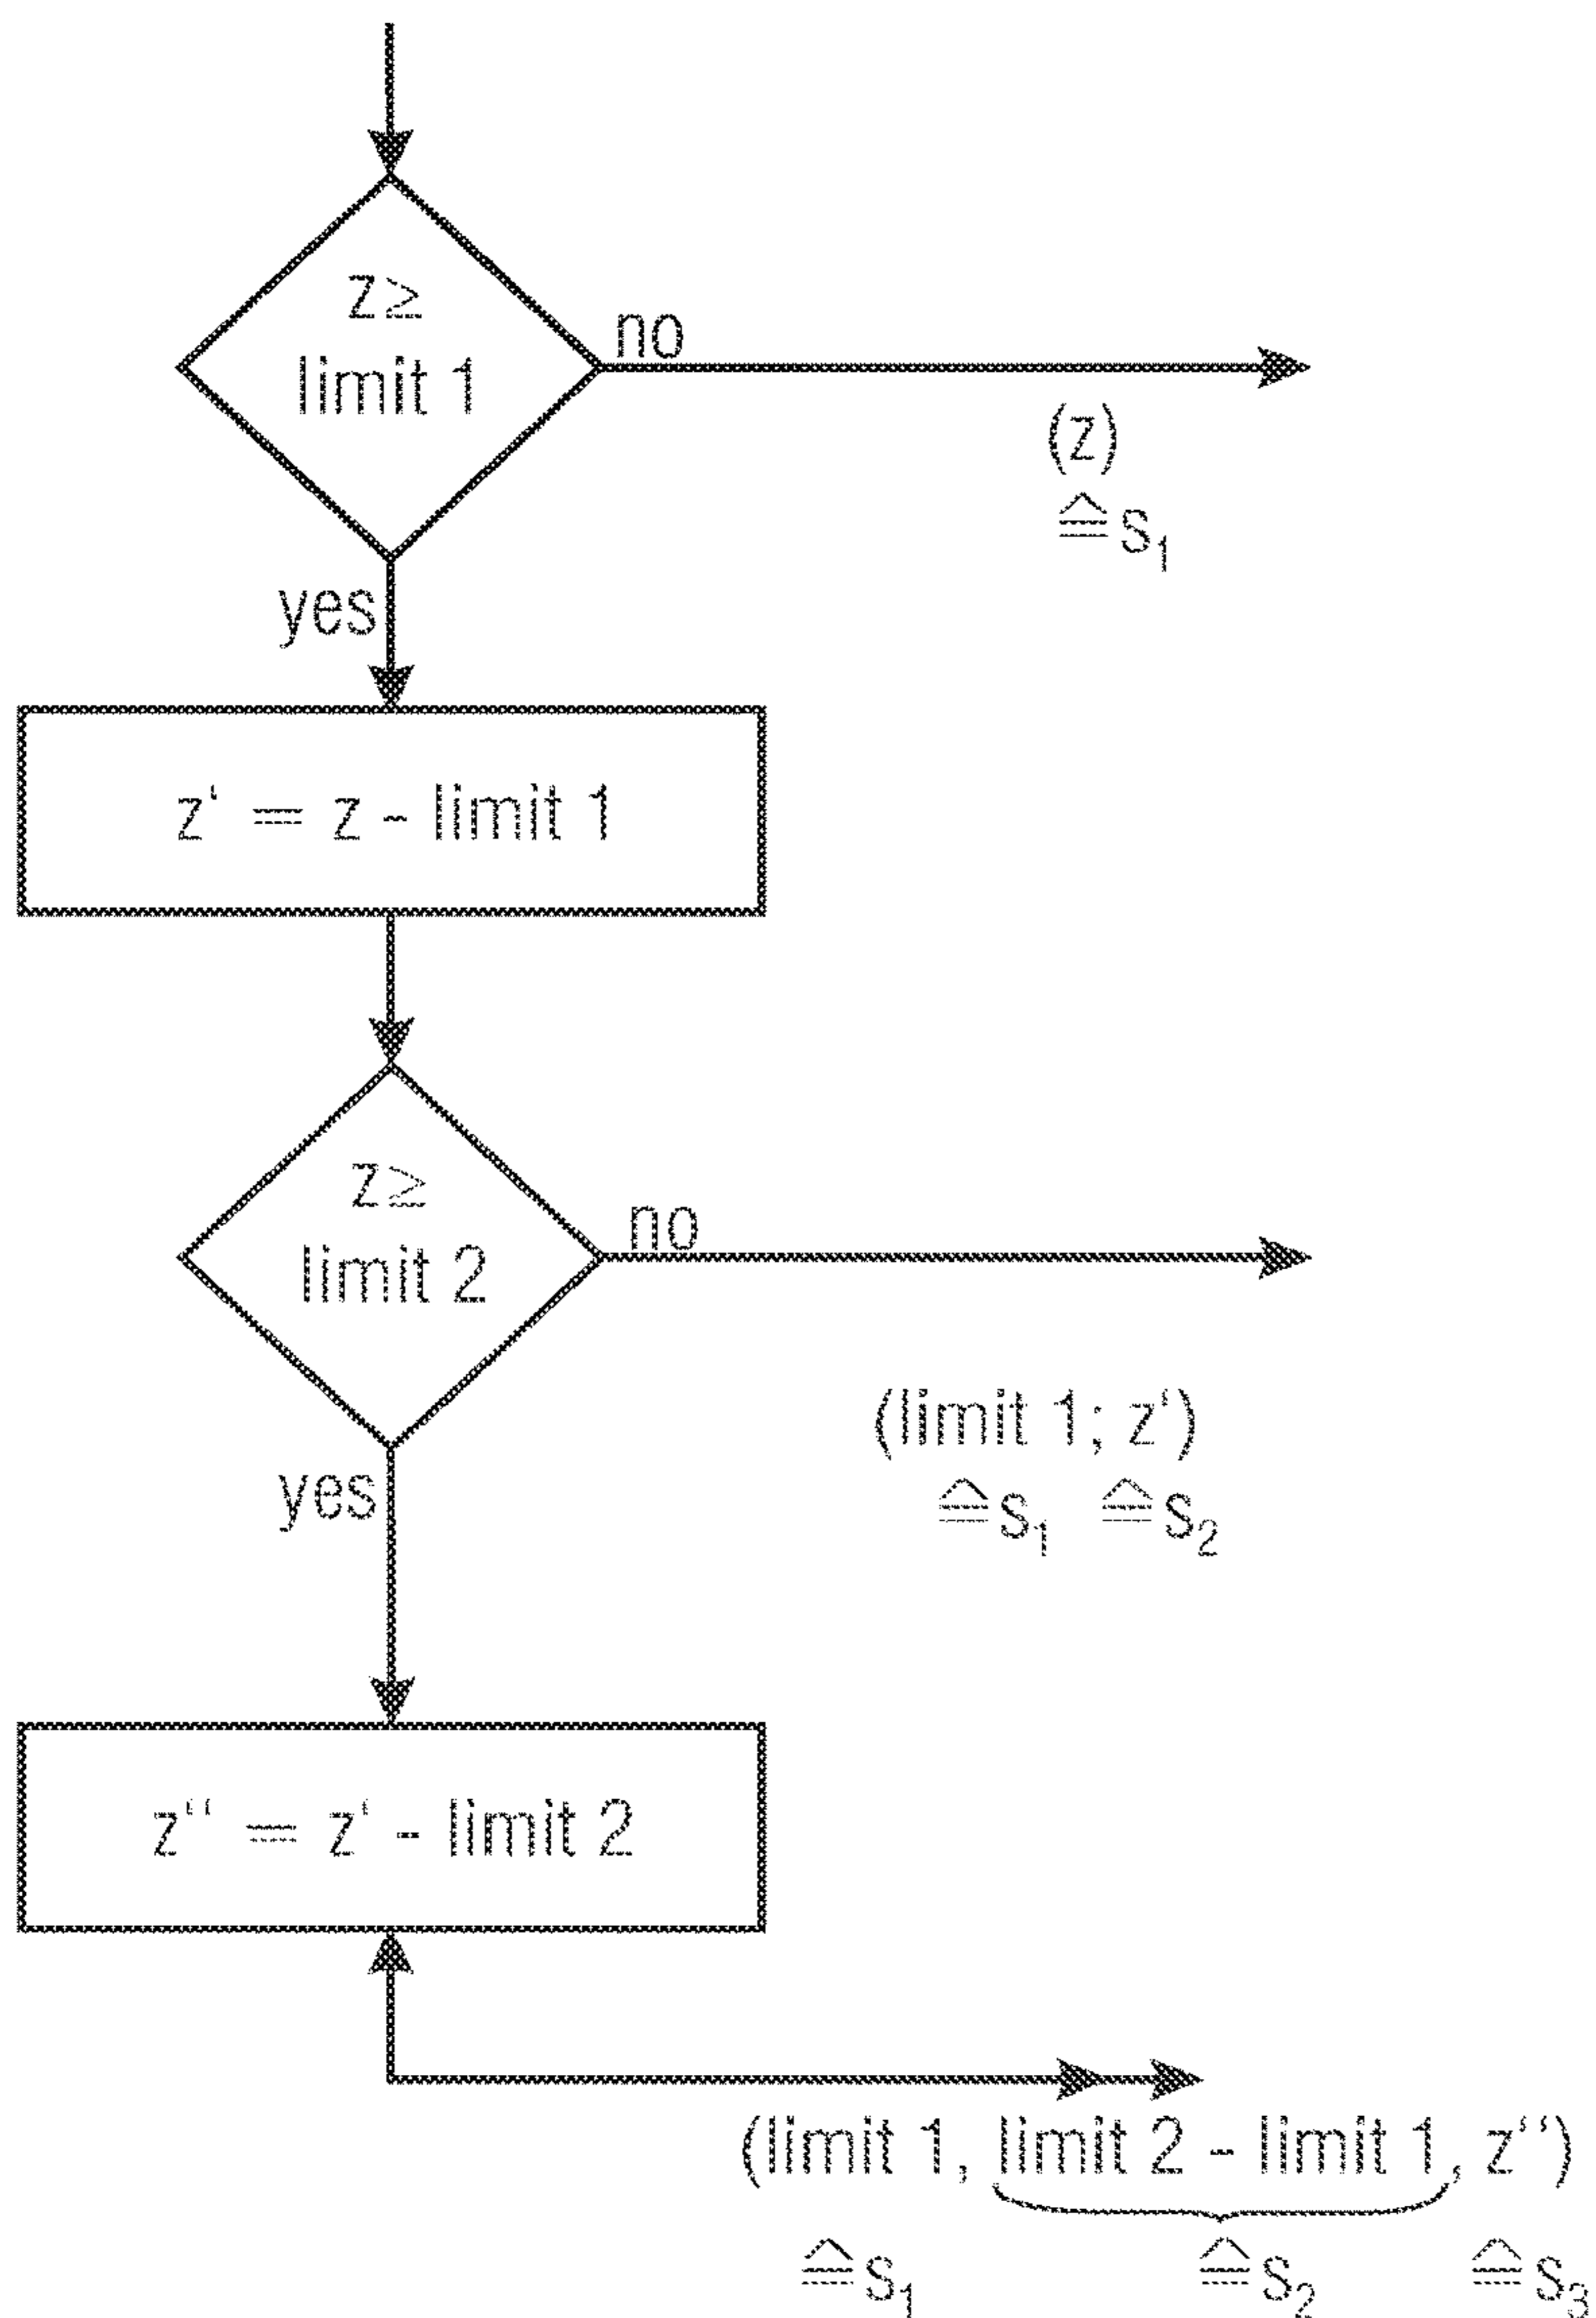 z≥
limit 1
no
(z)
≙s₁
yes
z‘ = z - limit 1
z≥
limit 2
no
(limit 1; z‘)
≙s₁ ≙s₂
yes
z‘‘ = z‘ - limit 2
(limit 1, limit 2 - limit 1, z‘‘)
≙s₁ ≙s₂ ≙s₃